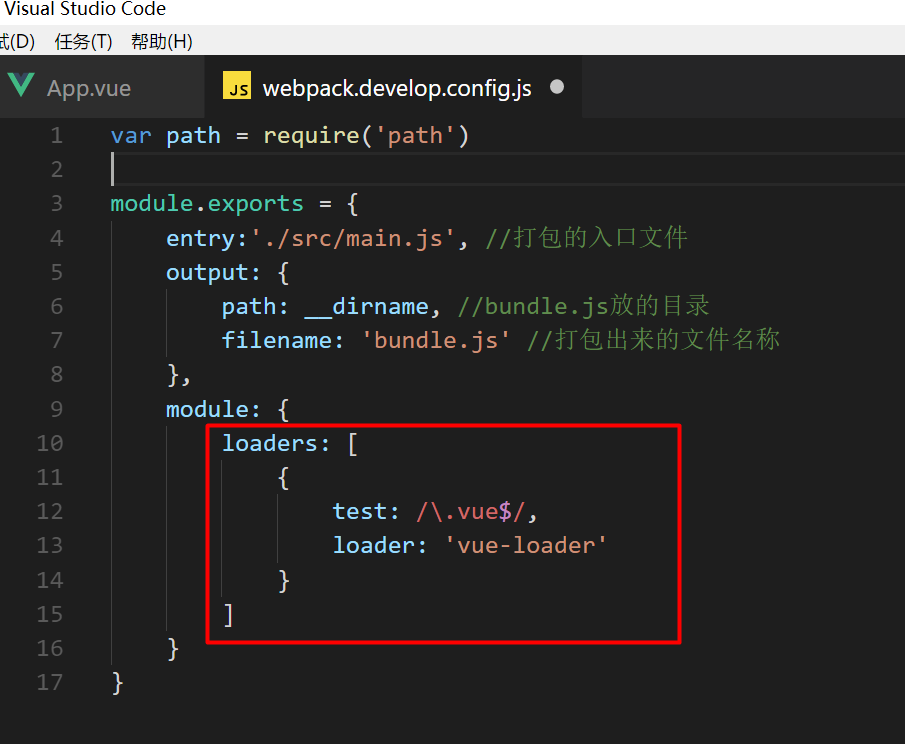 Visual Studio Code
试(D) 任务(T) 帮助(H)
App.vue JS webpack.develop.config.js
1 var path = require('path')
2
3 module.exports = {
4 entry:'./src/main.js', //打包的入口文件
5 output: {
6 path: __dirname, //bundle.js放的目录
7 filename: 'bundle.js' //打包出来的文件名称
8 },
9 module: {
10 loaders: [
11 {
12 test: /\.vue$/,
13 loader: 'vue-loader'
14 }
15 ]
16 }
17 }